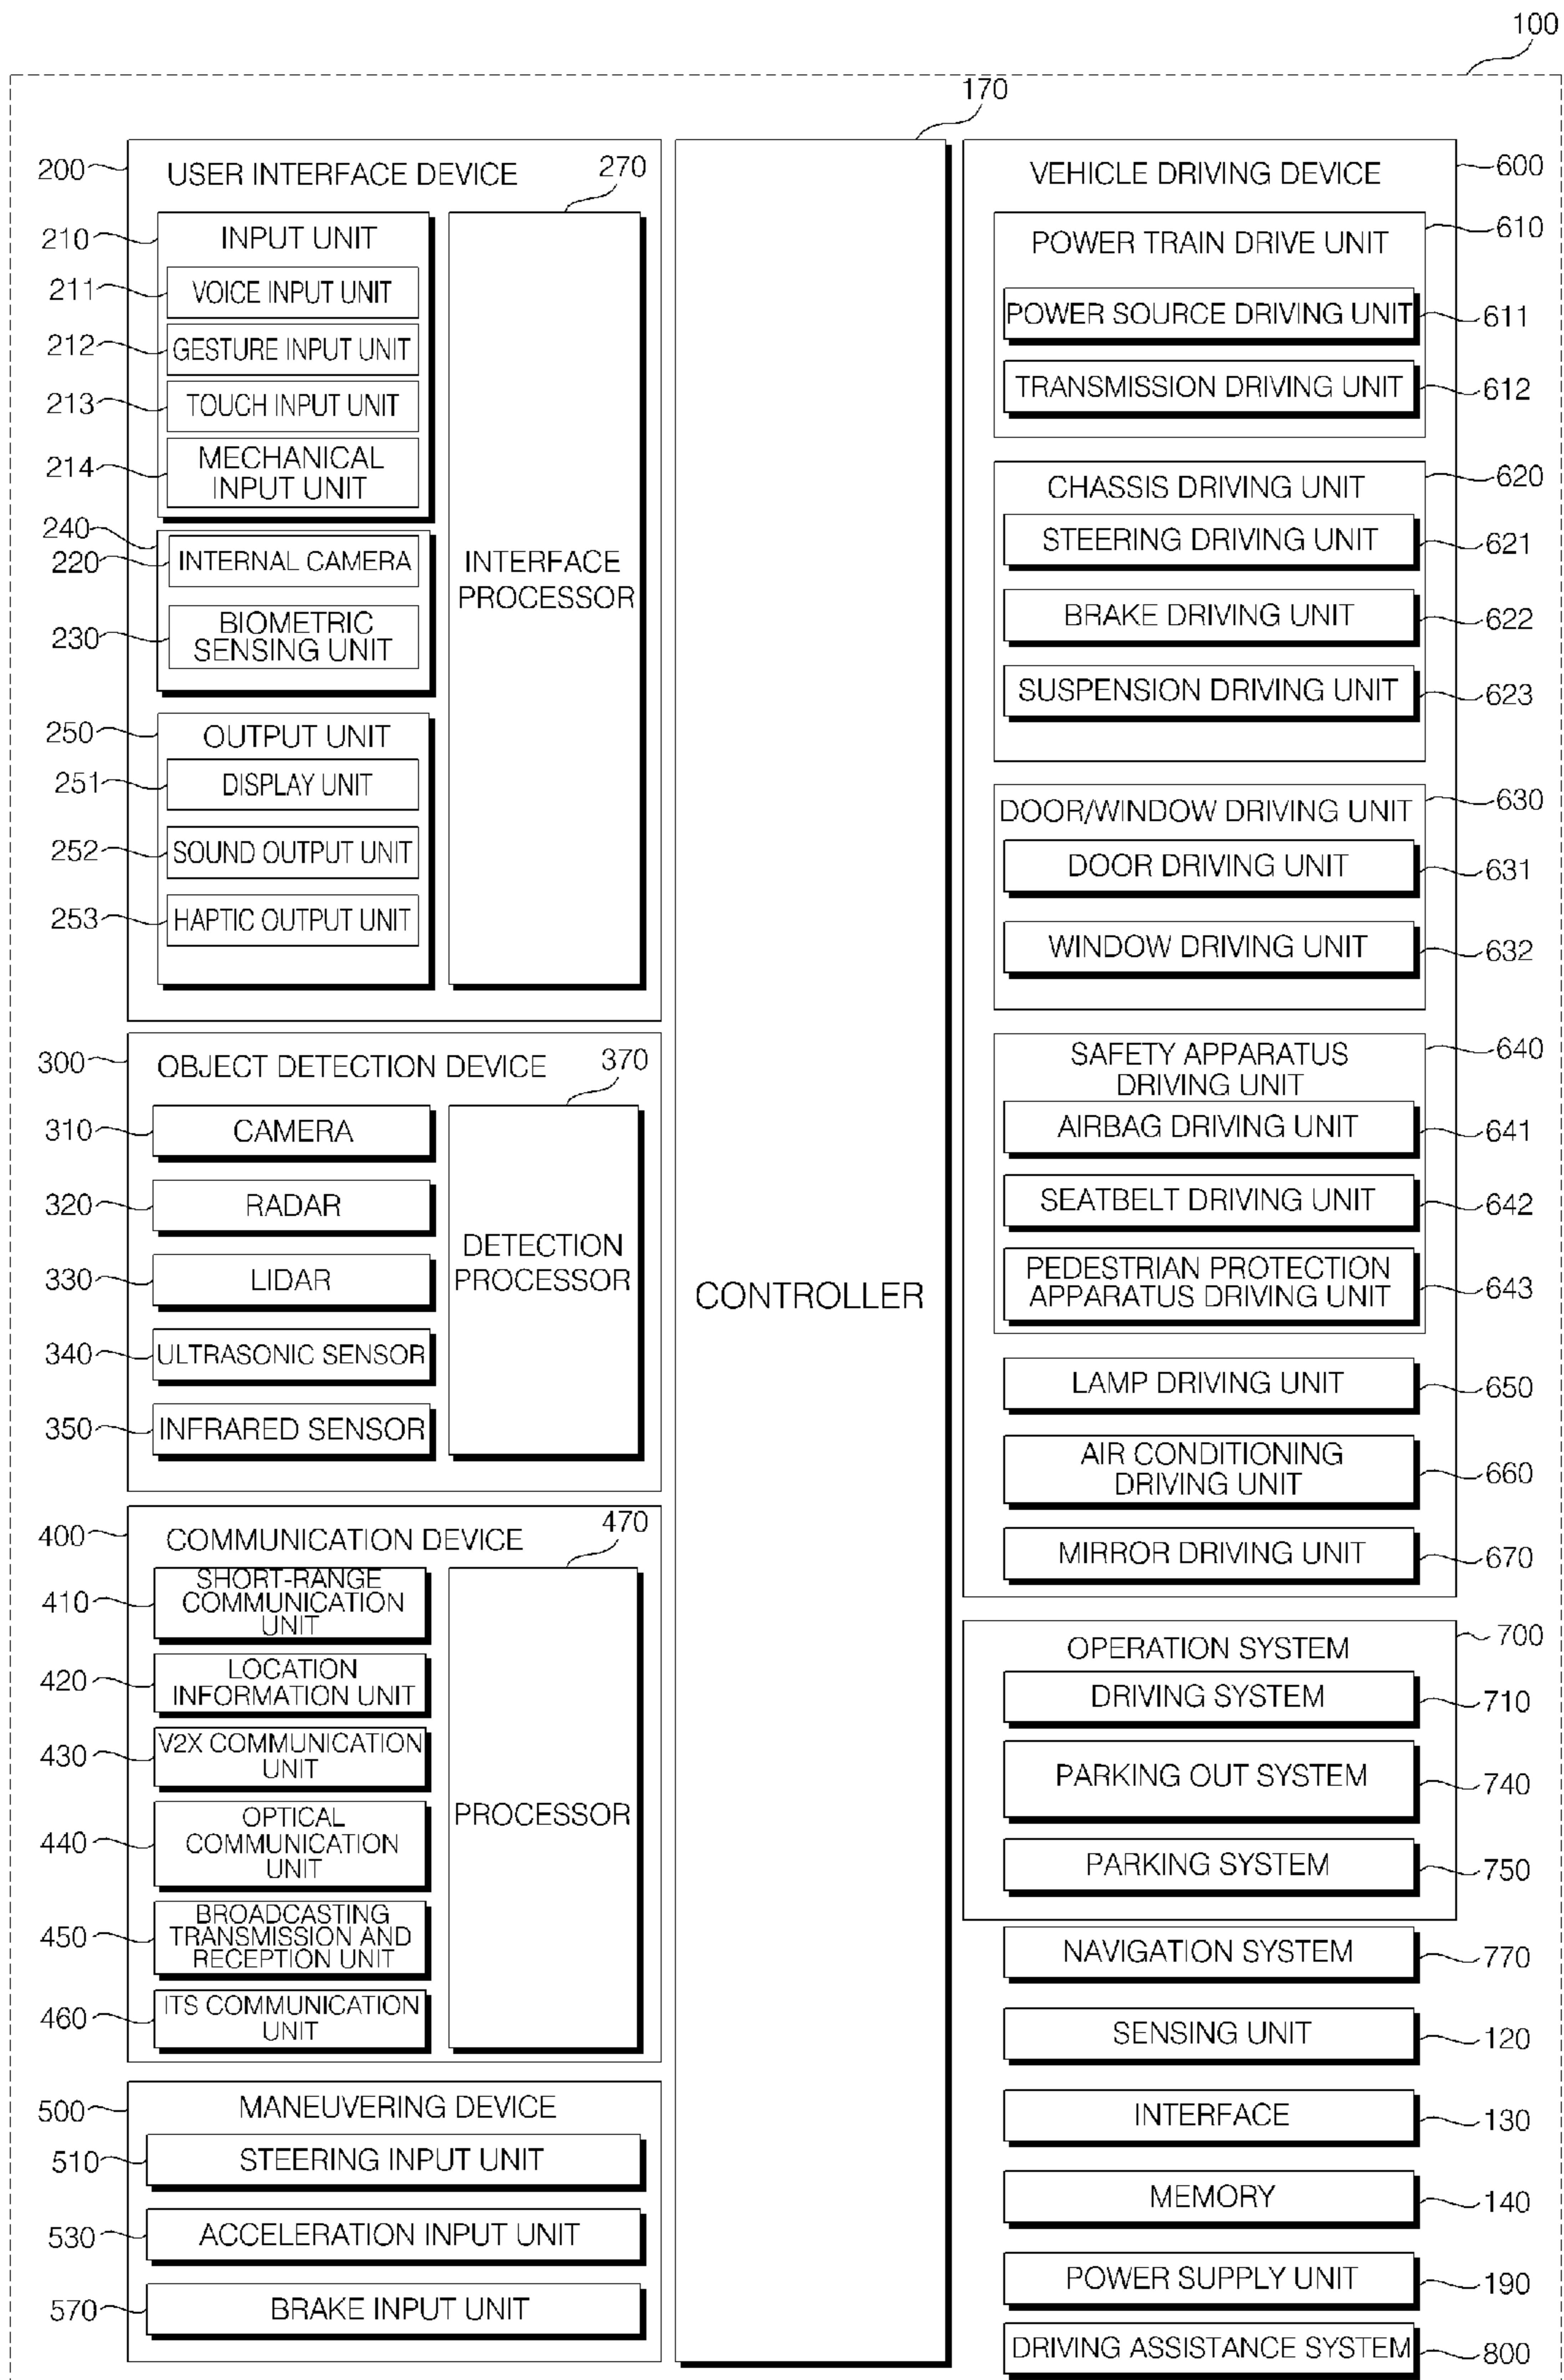 100
170
200
USER INTERFACE DEVICE
270
210
INPUT UNIT
211
VOICE INPUT UNIT
212
GESTURE INPUT UNIT
213
TOUCH INPUT UNIT
214
MECHANICAL
INPUT UNIT
240
220
INTERNAL CAMERA
230
BIOMETRIC
SENSING UNIT
INTERFACE
PROCESSOR
250
OUTPUT UNIT
251
DISPLAY UNIT
252
SOUND OUTPUT UNIT
253
HAPTIC OUTPUT UNIT
300
OBJECT DETECTION DEVICE
370
310
CAMERA
320
RADAR
330
LIDAR
340
ULTRASONIC SENSOR
350
INFRARED SENSOR
DETECTION
PROCESSOR
400
COMMUNICATION DEVICE
470
410
SHORT-RANGE
COMMUNICATION
UNIT
420
LOCATION
INFORMATION UNIT
430
V2X COMMUNICATION
UNIT
440
OPTICAL
COMMUNICATION
UNIT
450
BROADCASTING
TRANSMISSION AND
RECEPTION UNIT
460
ITS COMMUNICATION
UNIT
PROCESSOR
500
MANEUVERING DEVICE
510
STEERING INPUT UNIT
530
ACCELERATION INPUT UNIT
570
BRAKE INPUT UNIT
CONTROLLER
VEHICLE DRIVING DEVICE
600
POWER TRAIN DRIVE UNIT
610
POWER SOURCE DRIVING UNIT
611
TRANSMISSION DRIVING UNIT
612
CHASSIS DRIVING UNIT
620
STEERING DRIVING UNIT
621
BRAKE DRIVING UNIT
622
SUSPENSION DRIVING UNIT
623
DOOR/WINDOW DRIVING UNIT
630
DOOR DRIVING UNIT
631
WINDOW DRIVING UNIT
632
SAFETY APPARATUS
DRIVING UNIT
640
AIRBAG DRIVING UNIT
641
SEATBELT DRIVING UNIT
642
PEDESTRIAN PROTECTION
APPARATUS DRIVING UNIT
643
LAMP DRIVING UNIT
650
AIR CONDITIONING
DRIVING UNIT
660
MIRROR DRIVING UNIT
670
OPERATION SYSTEM
700
DRIVING SYSTEM
710
PARKING OUT SYSTEM
740
PARKING SYSTEM
750
NAVIGATION SYSTEM
770
SENSING UNIT
120
INTERFACE
130
MEMORY
140
POWER SUPPLY UNIT
190
DRIVING ASSISTANCE SYSTEM
800